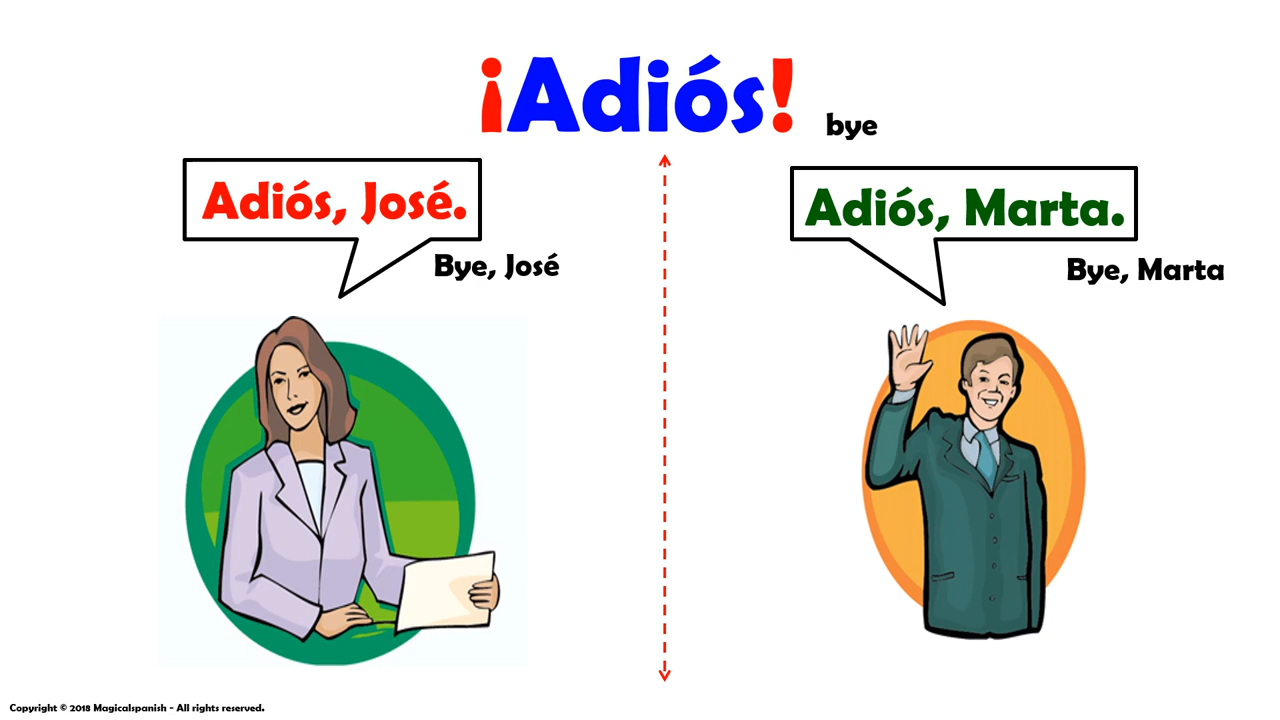 ¡Adiós!
bye
Adiós, José.
Bye, José
Adiós, Marta.
Bye, Marta
Copyright © 2018 Magicalspanish - All rights reserved.